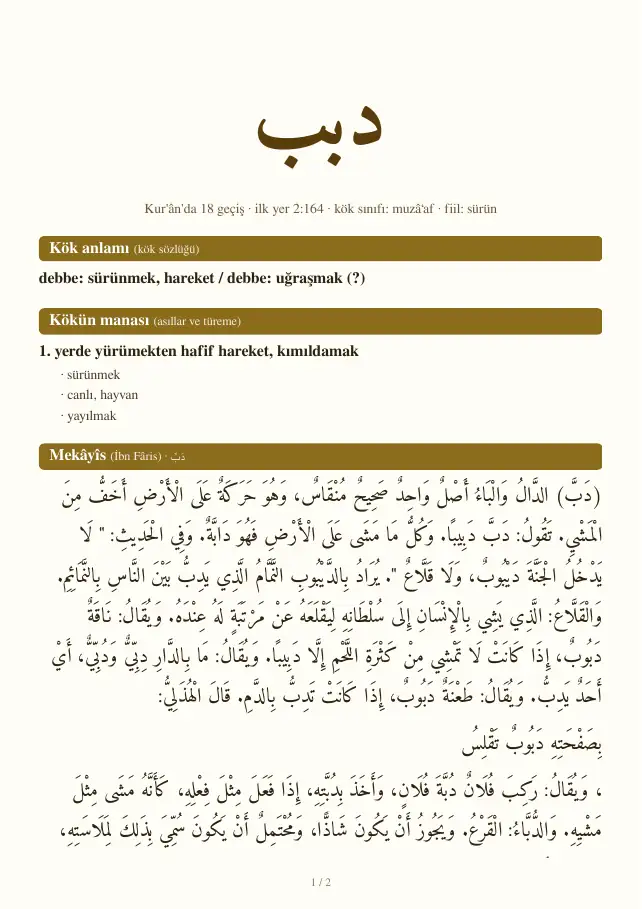 دبب
Kur'ân'da 18 geçiş · ilk yer 2:164 · kök sınıfı: muzâ'af · fiil: sürün
Kök anlamı (kök sözlüğü)
debbe: sürünmek, hareket / debbe: uğraşmak (?)
Kökün manası (asıllar ve türeme)
1. yerde yürümekten hafif hareket, kımıldamak
· sürünmek
· canlı, hayvan
· yayılmak
Mekâyîs (İbn Fâris) · دَبَّ
(دَبَّ) الدَّالُ وَالْبَاءُ أَصْلٌ وَاحِدٌ صَحِيحٌ مُنْقَاسٌ، وَهُوَ حَرَكَةٌ عَلَى الْأَرْضِ أَخَفُّ مِنَ
الْمَشْيِ. تَقُولُ: دَبَّ دَبِيبًا. وَكُلُّ مَا مَشَى عَلَى الْأَرْضِ فَهُوَ دَابَّةٌ. وَفِي الْحَدِيثِ: " لَا
يَدْخُلُ الْجَنَّةَ دَيْبُوبٌ، وَلَا قَلَّاعٌ ". يُرَادُ بِالدَّيْبُوبِ النَّمَّامُ الَّذِي يَدِبُّ بَيْنَ النَّاسِ بِالنَّمَائِمِ.
وَالْقَلَّاعُ: الَّذِي يَشِي بِالْإِنْسَانِ إِلَى سُلْطَانِهِ لِيَقْلَعَهُ عَنْ مَرْتَبَةٍ لَهُ عِنْدَهُ. وَيُقَالُ: نَاقَةٌ
دَبُوبٌ، إِذَا كَانَتْ لَا تَمْشِي مِنْ كَثْرَةِ اللَّحْمِ إِلَّا دَبِيبًا. وَيُقَالُ: مَا بِالدَّارِ دِبِّيٌّ وَدُبِّيٌّ، أَيْ
أَحَدٌ يَدِبُّ. وَيُقَالُ: طَعْنَةٌ دَبُوبٌ، إِذَا كَانَتْ تَدِبُّ بِالدَّمِ. قَالَ الْهُذَلِيُّ:
بِصَفْحَتِهِ دَبُوبٌ تَقْلِسُ
، وَيُقَالُ: رَكِبَ فُلَانٌ دُبَّةَ فُلَانٍ، وَأَخَذَ بِدُبَّتِهِ، إِذَا فَعَلَ مِثْلَ فِعْلِهِ، كَأَنَّهُ مَشَى مِثْلَ
مَشْيِهِ. وَالدُّبَّاءُ: الْقَرْعُ. وَيَجُوزُ أَنْ يَكُونَ شَاذًّا، وَمُحْتَمِلٌ أَنْ يَكُونَ سُمِّيَ بِذَلِكَ لِمَلَاسَتِهِ،
1 / 2